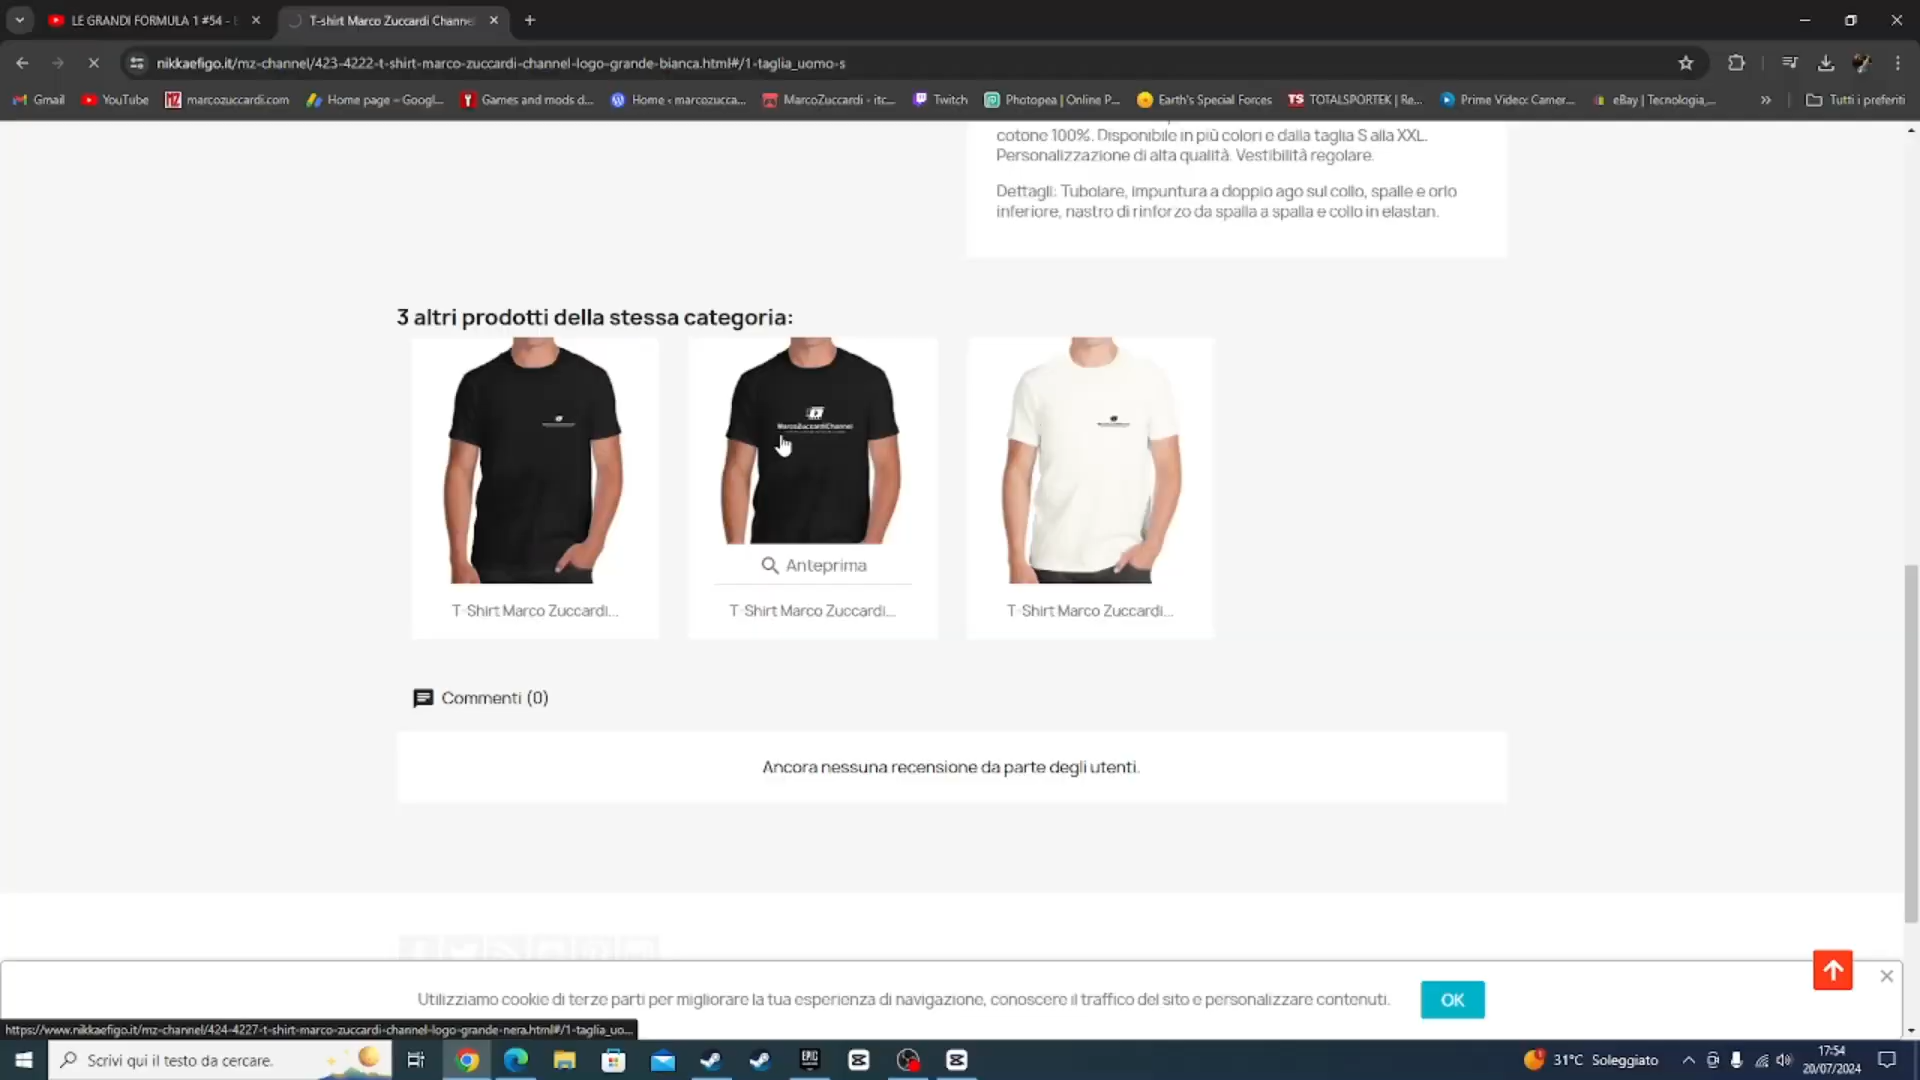 LE GRANDI FORMULA 1 #54 -
T-shirt Marco Zuccardi Channe
nikkaefigo.it/mz-channel/423-4222-t-shirt-marco-zuccardi-channel-logo-grande-bianca.html#/1-taglia_uomo-s
Gmail
YouTube
marcozuccardi.com
Home page – Googl...
Games and mods d...
Home ‹ marcozucca...
MarcoZuccardi - itc...
Twitch
Photopea | Online P...
Earth's Special Forces
TS TOTALSPORTEK | Re...
Prime Video: Camer...
eBay | Tecnologia,...
»
Tutti i preferiti
cotone 100%. Disponibile in più colori e dalla taglia S alla XXL.
Personalizzazione di alta qualità. Vestibilità regolare.
Dettagli: Tubolare, impuntura a doppio ago sul collo, spalle e orlo
inferiore, nastro di rinforzo da spalla a spalla e collo in elastan.
3 altri prodotti della stessa categoria:
MarcoZuccardiChannel
Anteprima
T-Shirt Marco Zuccardi...
T-Shirt Marco Zuccardi...
T-Shirt Marco Zuccardi...
Commenti (0)
Ancora nessuna recensione da parte degli utenti.
Utilizziamo cookie di terze parti per migliorare la tua esperienza di navigazione, conoscere il traffico del sito e personalizzare contenuti.
OK
https://www.nikkaefigo.it/mz-channel/424-4227-t-shirt-marco-zuccardi-channel-logo-grande-nera.html#/1-taglia_uo...
Scrivi qui il testo da cercare.
EPIC
31°C Soleggiato
17:54
20/07/2024